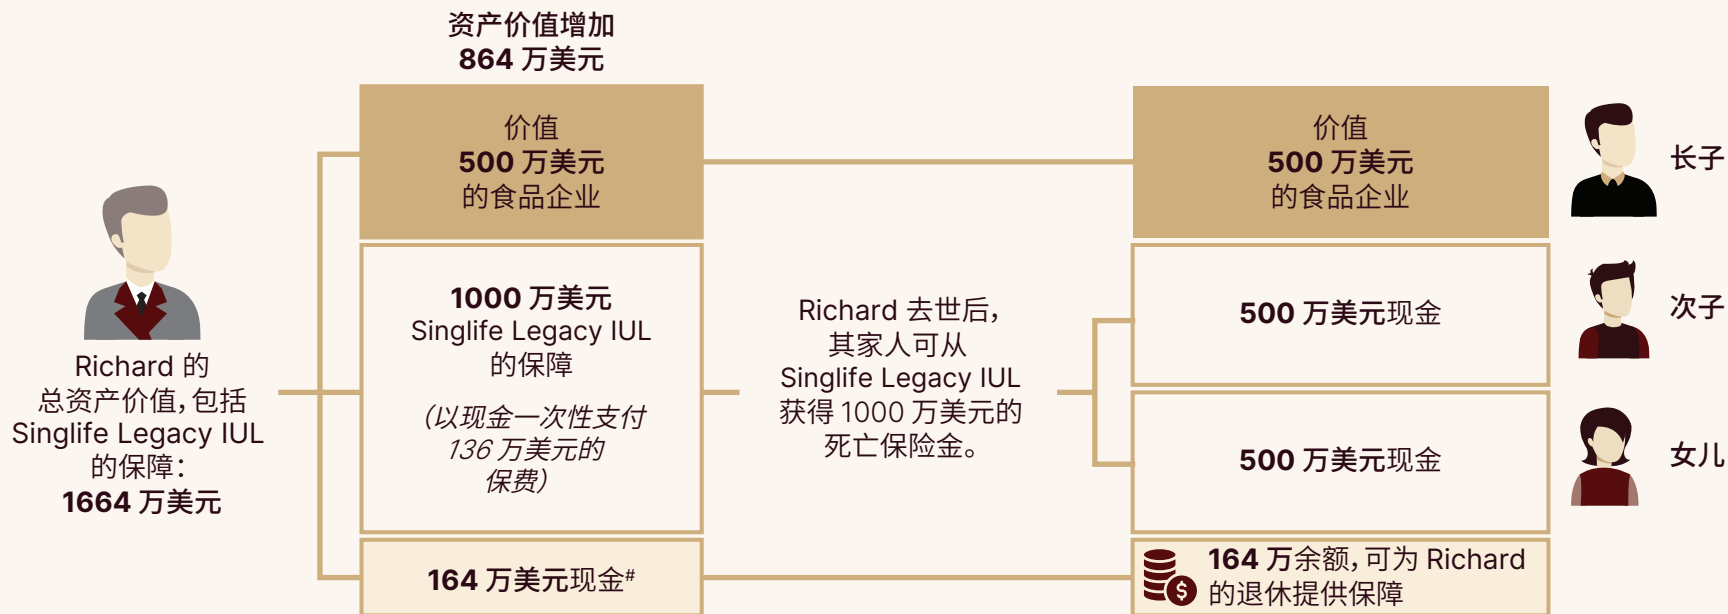 资产价值增加
864 万美元
价值
500 万美元
的食品企业
价值
500 万美元
的食品企业
长子
Richard 的
总资产价值,包括
Singlife Legacy IUL
的保障:
1664 万美元
1000 万美元
Singlife Legacy IUL
的保障
(以现金一次性支付
136 万美元的
保费)
Richard 去世后,
其家人可从
Singlife Legacy IUL
获得 1000 万美元的
死亡保险金。
500 万美元现金
次子
500 万美元现金
女儿
164 万美元现金#
164 万余额,可为 Richard
的退休提供保障